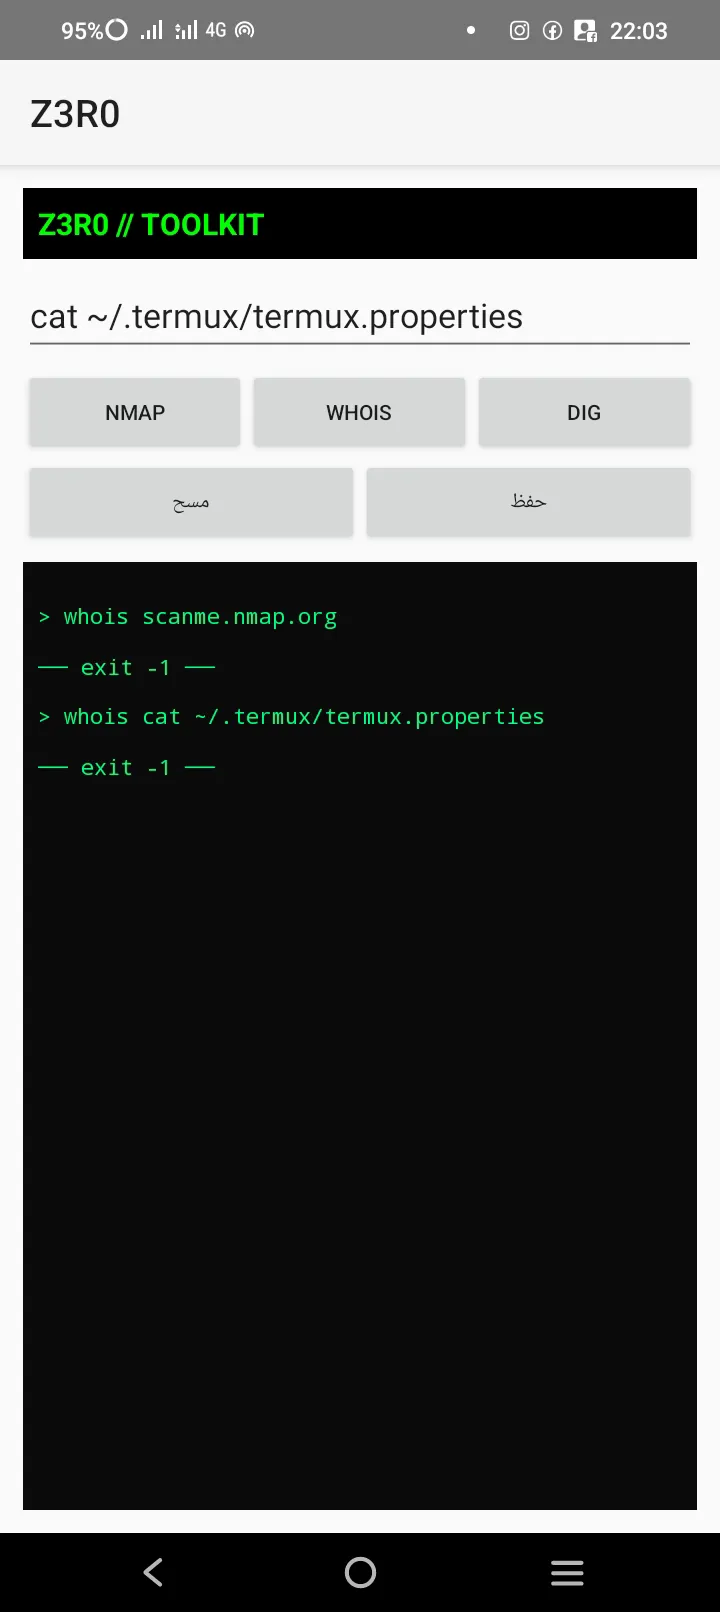 95% 4G 22:03
Z3R0
Z3R0 // TOOLKIT
cat ~/.termux/termux.properties
NMAP WHOIS DIG
مسح حفظ
> whois scanme.nmap.org
── exit -1 ──
> whois cat ~/.termux/termux.properties
── exit -1 ──